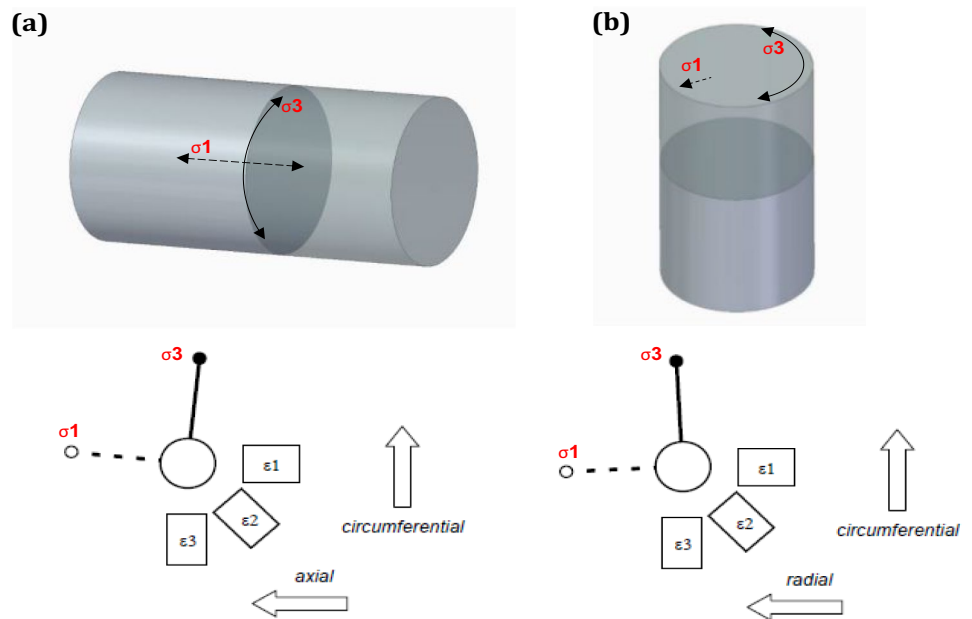 (a)
σ3
σ1
(b)
σ3
σ1
σ3
σ1
ε1
ε2
ε3
circumferential
axial
σ3
σ1
ε1
ε2
ε3
circumferential
radial